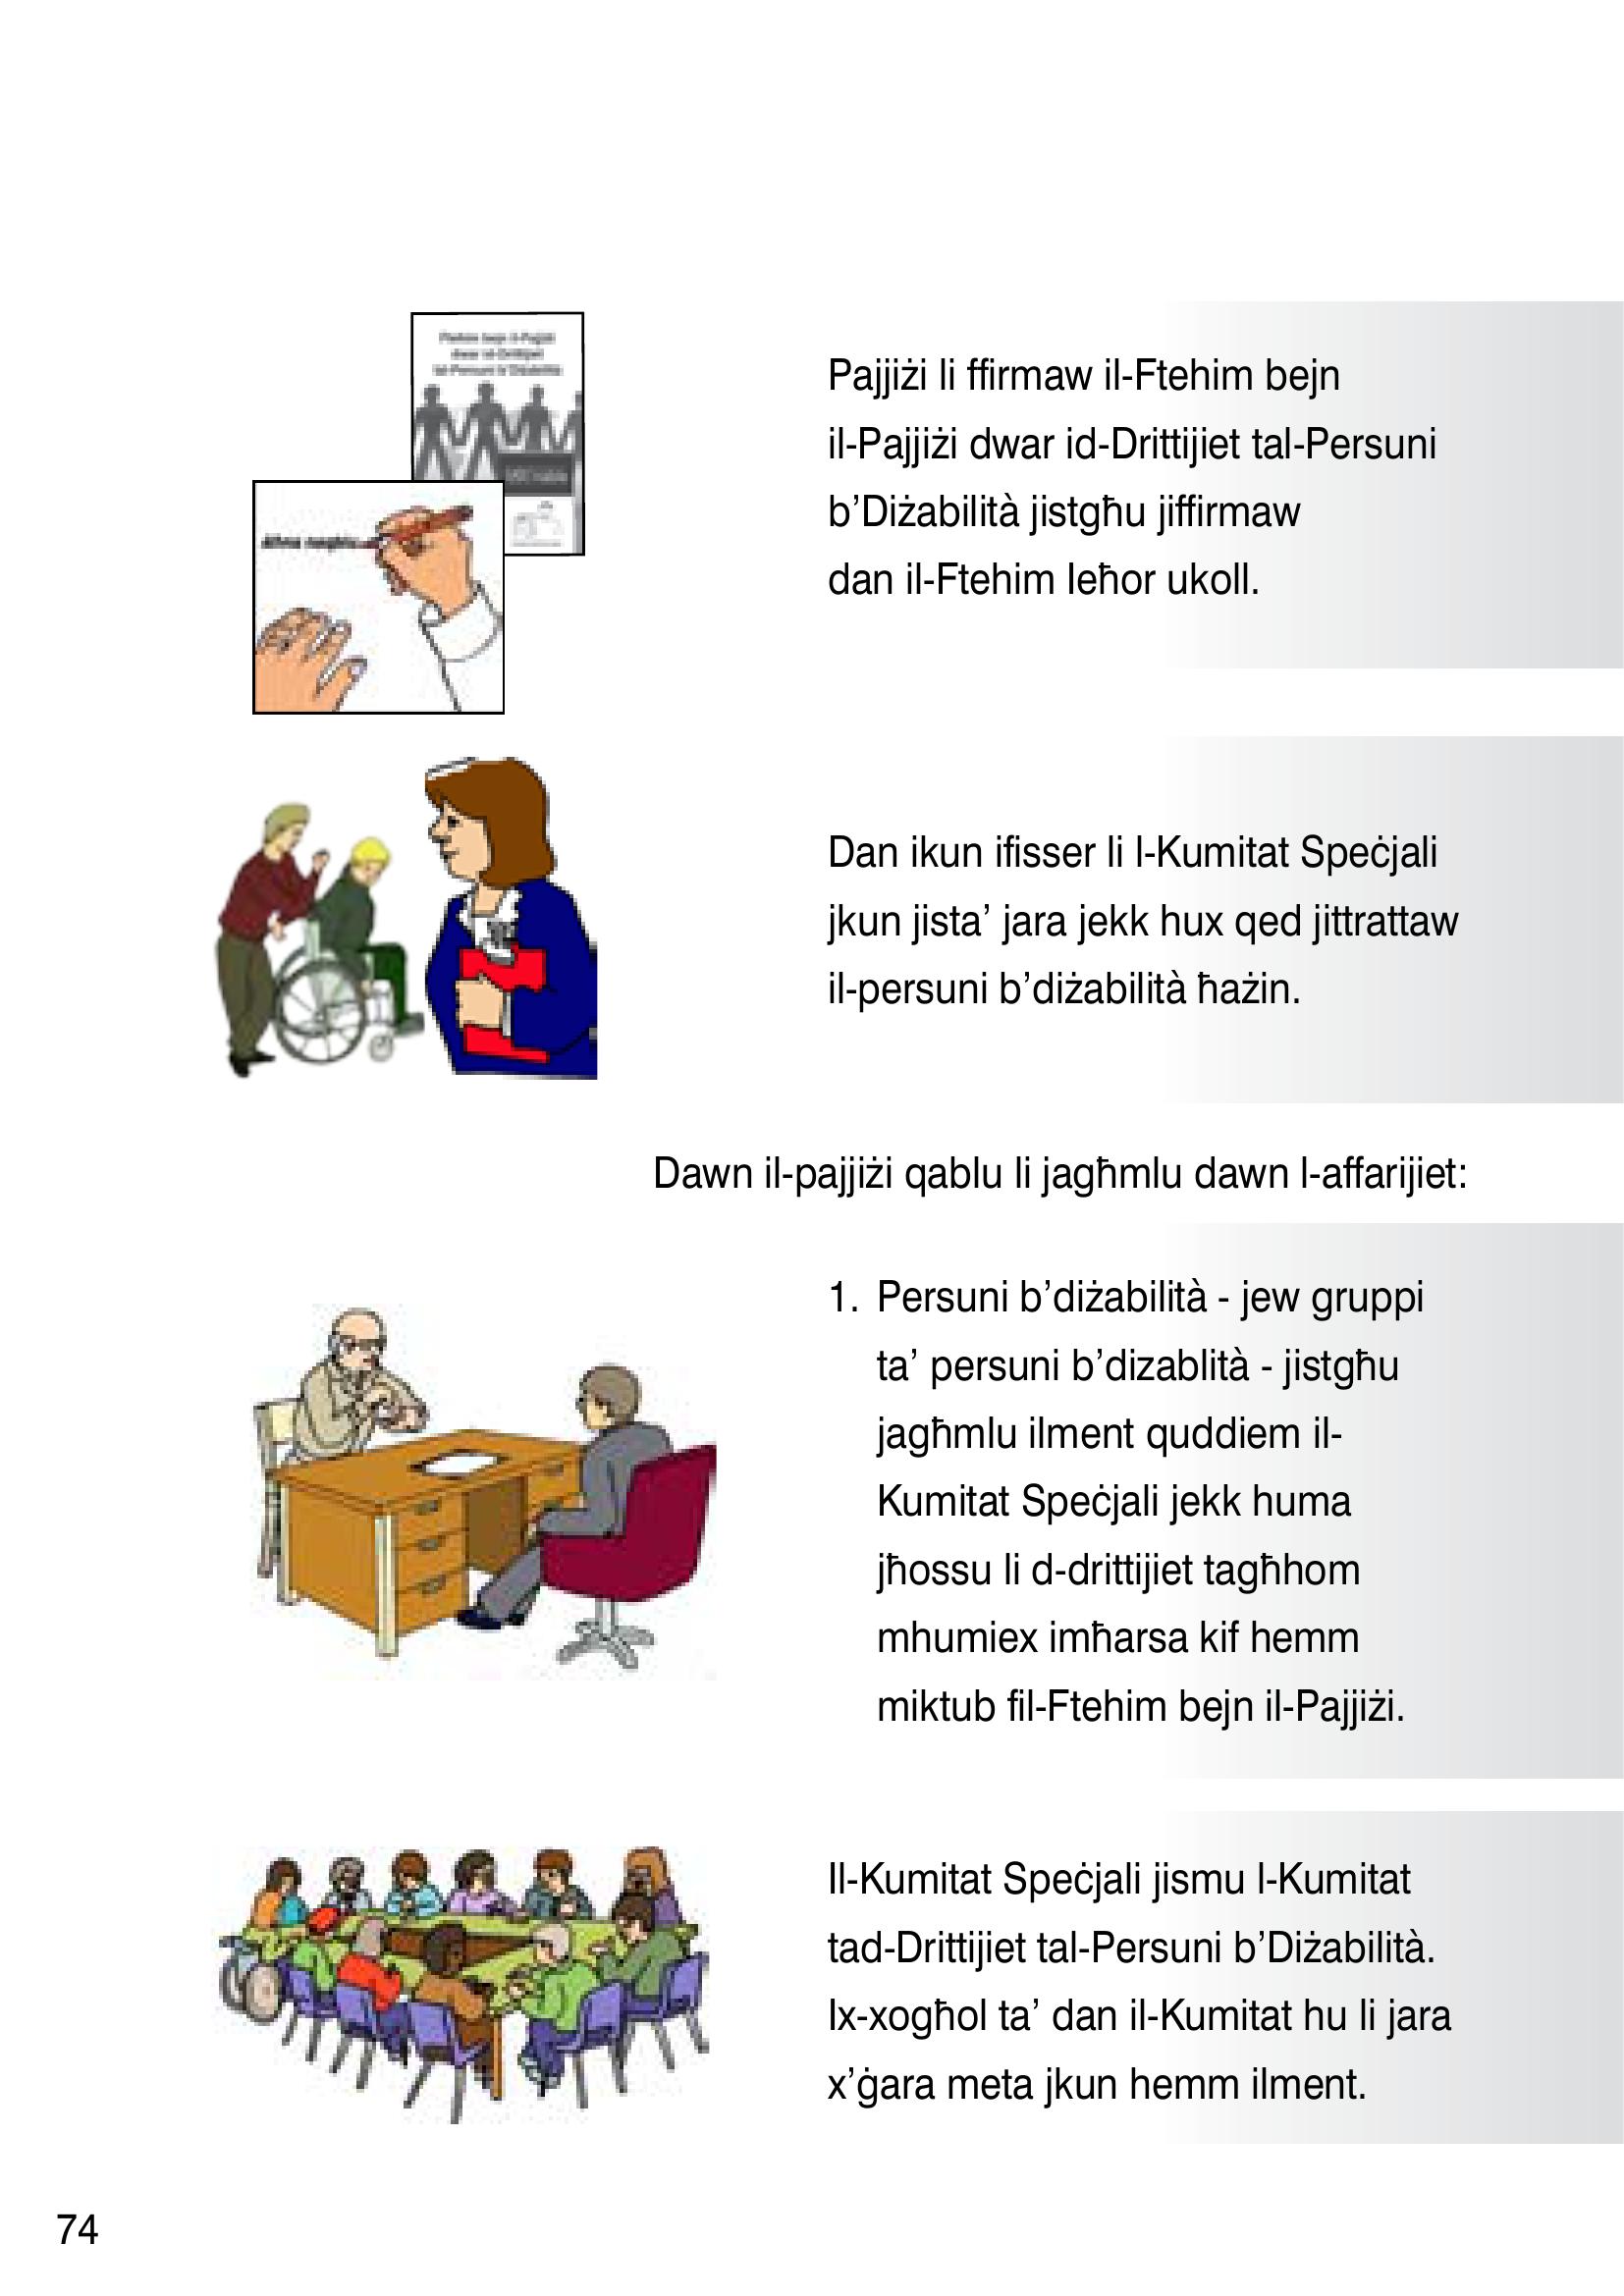 Pajjiżi li ffirmaw il-Ftehim bejn
il-Pajjiżi dwar id-Drittijiet tal-Persuni
b’Diżabilità jistgħu jiffirmaw
dan il-Ftehim Ieħor ukoll.
Dan ikun ifisser li l-Kumitat Speċjali
jkun jista’ jara jekk hux qed jittrattaw
il-persuni b’diżabilità ħażin.
Dawn il-pajjiżi qablu li jagħmlu dawn l-affarijiet:
1. Persuni b’diżabilità - jew gruppi
ta’ persuni b’dizablità - jistgħu
jagħmlu ilment quddiem il-
Kumitat Speċjali jekk huma
jħossu li d-drittijiet tagħhom
mhumiex imħarsa kif hemm
miktub fil-Ftehim bejn il-Pajjiżi.
Il-Kumitat Speċjali jismu l-Kumitat
tad-Drittijiet tal-Persuni b’Diżabilità.
Ix-xogħol ta’ dan il-Kumitat hu li jara
x’ġara meta jkun hemm ilment.
74